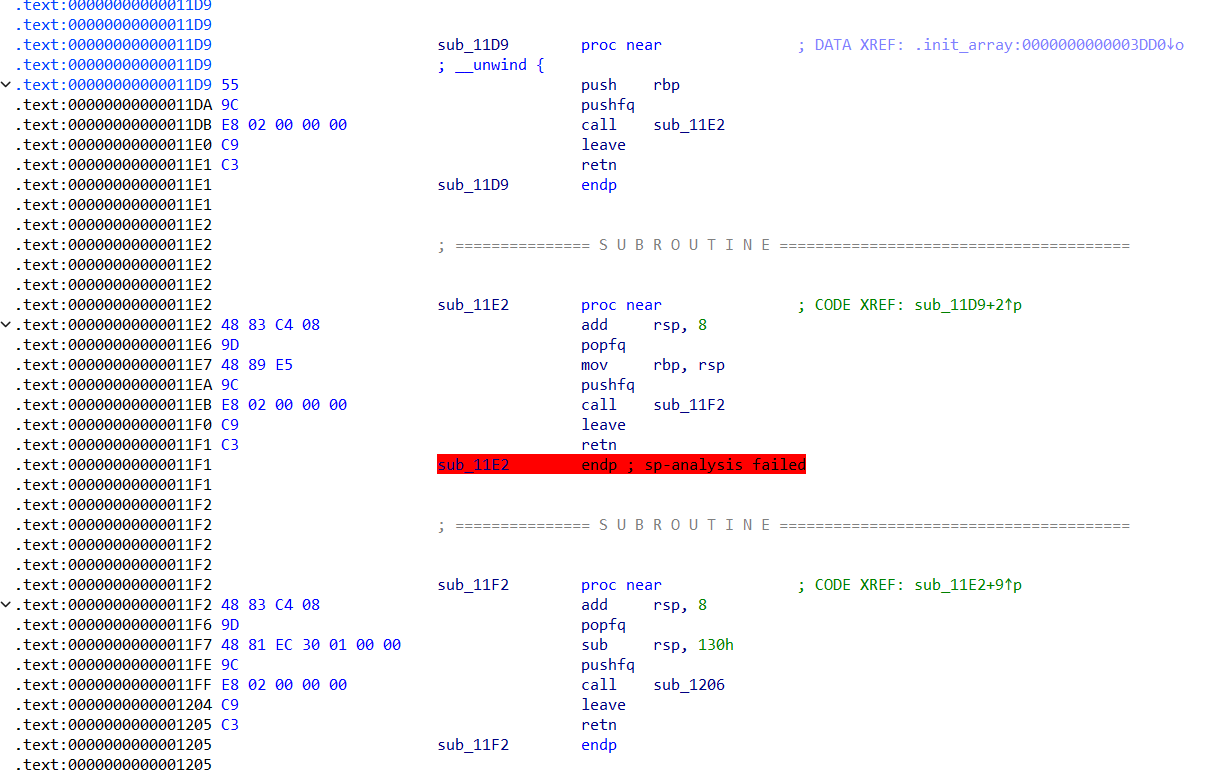 .text:00000000000011D9
.text:00000000000011D9
.text:00000000000011D9 sub_11D9 proc near ; DATA XREF: .init_array:0000000000003DD0↓o
.text:00000000000011D9 ; __unwind {
.text:00000000000011D9 55 push rbp
.text:00000000000011DA 9C pushfq
.text:00000000000011DB E8 02 00 00 00 call sub_11E2
.text:00000000000011E0 C9 leave
.text:00000000000011E1 C3 retn
.text:00000000000011E1 sub_11D9 endp
.text:00000000000011E1
.text:00000000000011E2
.text:00000000000011E2 ; =============== S U B R O U T I N E =======================================
.text:00000000000011E2
.text:00000000000011E2
.text:00000000000011E2 sub_11E2 proc near ; CODE XREF: sub_11D9+2↑p
.text:00000000000011E2 48 83 C4 08 add rsp, 8
.text:00000000000011E6 9D popfq
.text:00000000000011E7 48 89 E5 mov rbp, rsp
.text:00000000000011EA 9C pushfq
.text:00000000000011EB E8 02 00 00 00 call sub_11F2
.text:00000000000011F0 C9 leave
.text:00000000000011F1 C3 retn
.text:00000000000011F1 sub_11E2 endp ; sp-analysis failed
.text:00000000000011F1
.text:00000000000011F2
.text:00000000000011F2 ; =============== S U B R O U T I N E =======================================
.text:00000000000011F2
.text:00000000000011F2
.text:00000000000011F2 sub_11F2 proc near ; CODE XREF: sub_11E2+9↑p
.text:00000000000011F2 48 83 C4 08 add rsp, 8
.text:00000000000011F6 9D popfq
.text:00000000000011F7 48 81 EC 30 01 00 00 sub rsp, 130h
.text:00000000000011FE 9C pushfq
.text:00000000000011FF E8 02 00 00 00 call sub_1206
.text:0000000000001204 C9 leave
.text:0000000000001205 C3 retn
.text:0000000000001205 sub_11F2 endp
.text:0000000000001205